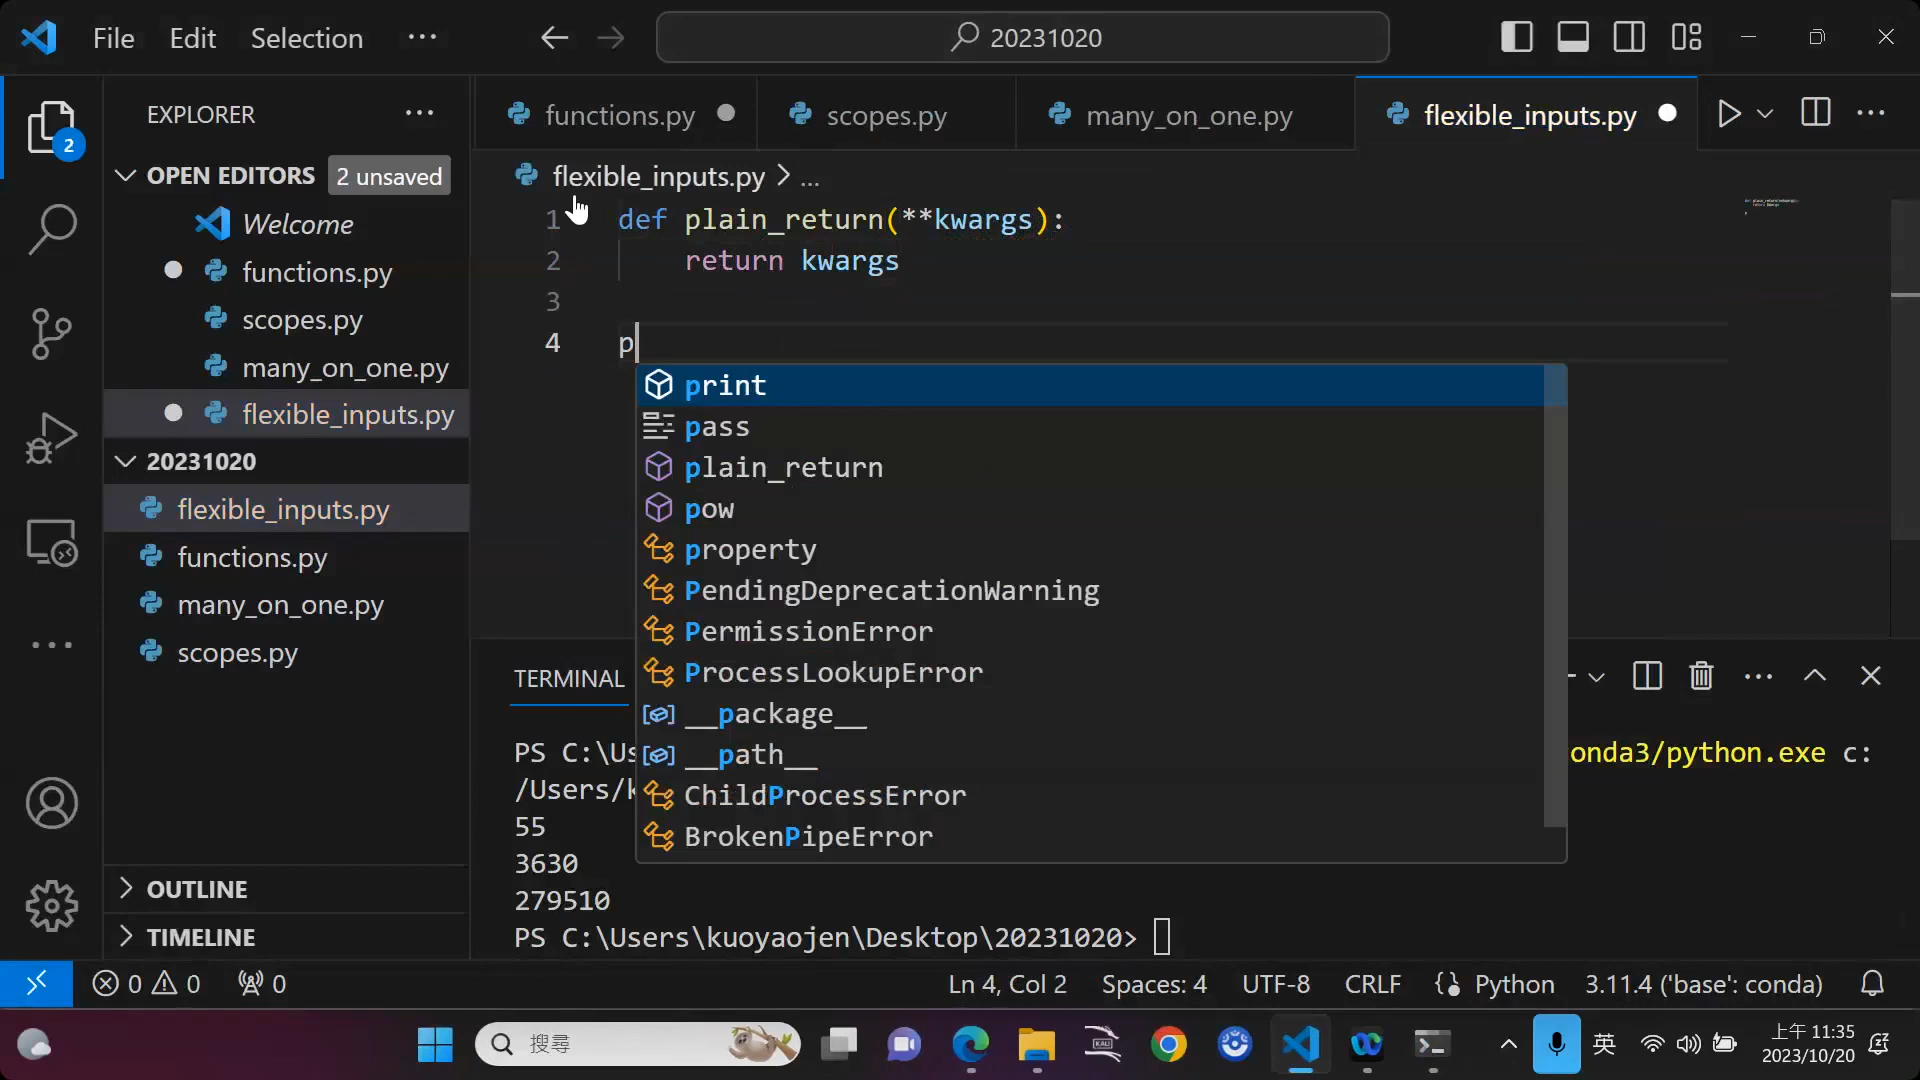 File Edit Selection ··· 20231020
EXPLORER ···
OPEN EDITORS 2 unsaved
Welcome
functions.py
scopes.py
many_on_one.py
flexible_inputs.py
20231020
flexible_inputs.py
functions.py
many_on_one.py
scopes.py
OUTLINE
TIMELINE
2
functions.py scopes.py many_on_one.py flexible_inputs.py
flexible_inputs.py > ...
1 def plain_return(**kwargs):
2 return kwargs
3
4 p
print
pass
plain_return
pow
property
PendingDeprecationWarning
PermissionError
ProcessLookupError
__package__
__path__
ChildProcessError
BrokenPipeError
TERMINAL
PS C:\Us onda3/python.exe c:
/Users/k
55
3630
279510
PS C:\Users\kuoyaojen\Desktop\20231020>
0 0 0 Ln 4, Col 2 Spaces: 4 UTF-8 CRLF Python 3.11.4 ('base': conda)
搜尋 KALI 英 上午 11:35
2023/10/20